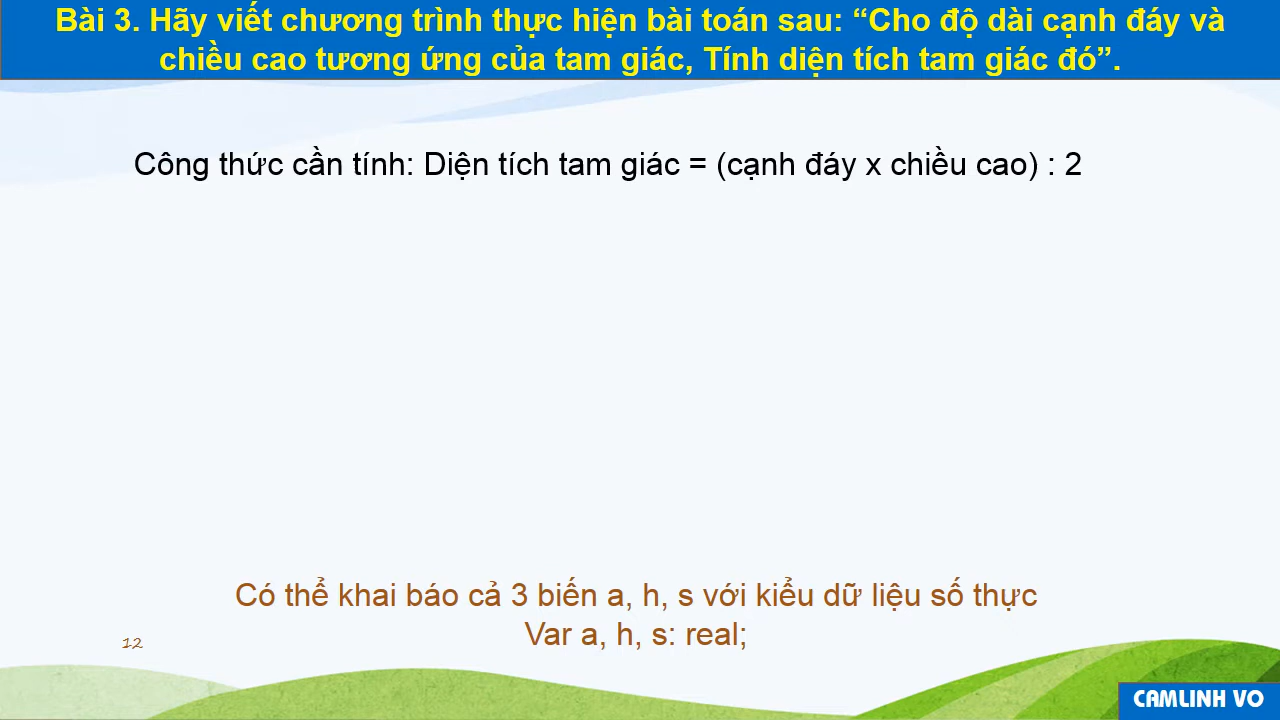 Bài 3. Hãy viết chương trình thực hiện bài toán sau: “Cho độ dài cạnh đáy và
chiều cao tương ứng của tam giác, Tính diện tích tam giác đó”.
Công thức cần tính: Diện tích tam giác = (cạnh đáy x chiều cao) : 2
Có thể khai báo cả 3 biến a, h, s với kiểu dữ liệu số thực
Var a, h, s: real;
12
CAMLINH VO